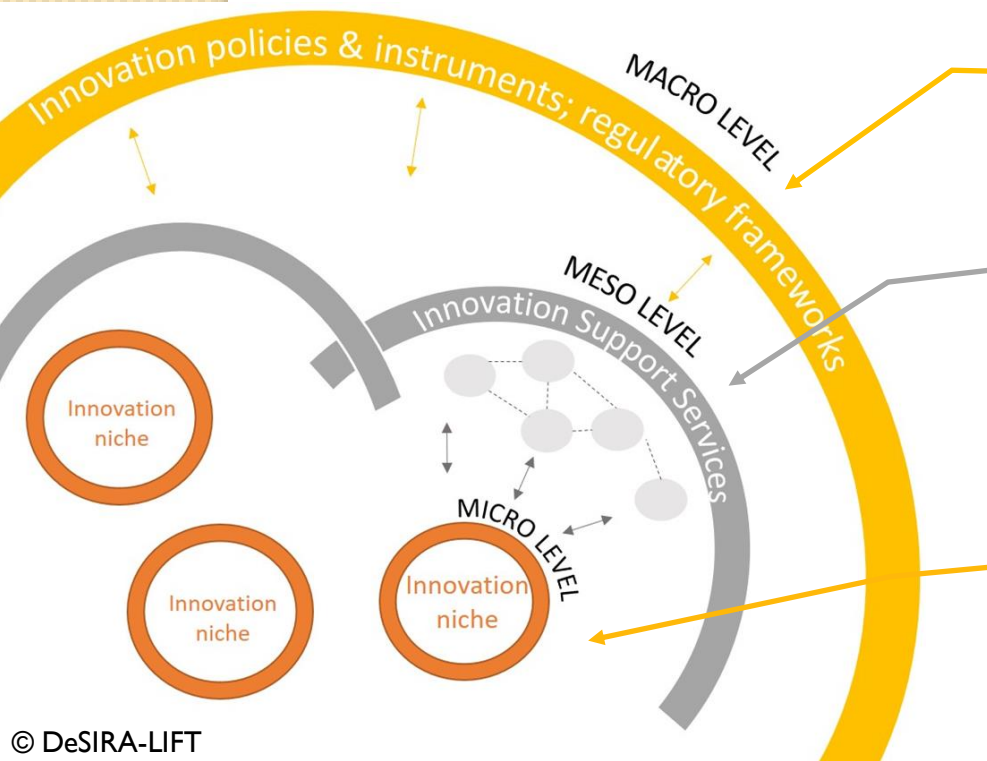 Innovation policies & instruments; regulatory frameworks
MACRO LEVEL
MESO LEVEL
Innovation Support Services
Innovation
niche
MICRO LEVEL
Innovation
niche
Innovation
niche
© DeSIRA-LIFT